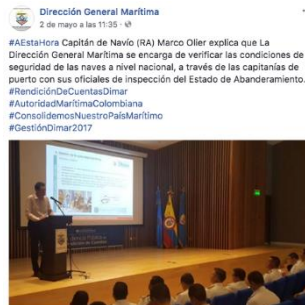 Dirección General Marítima
2 de mayo a las 11:35 ·
#AEstaHora Capitán de Navío (RA) Marco Olier explica que La
Dirección General Marítima se encarga de verificar las condiciones de
seguridad de las naves a nivel nacional, a través de las capitanías de
puerto con sus oficiales de inspección del Estado de Abanderamiento.
#RendiciónDeCuentasDimar
#AutoridadMarítimaColombiana
#ConsolidemosNuestroPaísMarítimo
#GestiónDimar2017